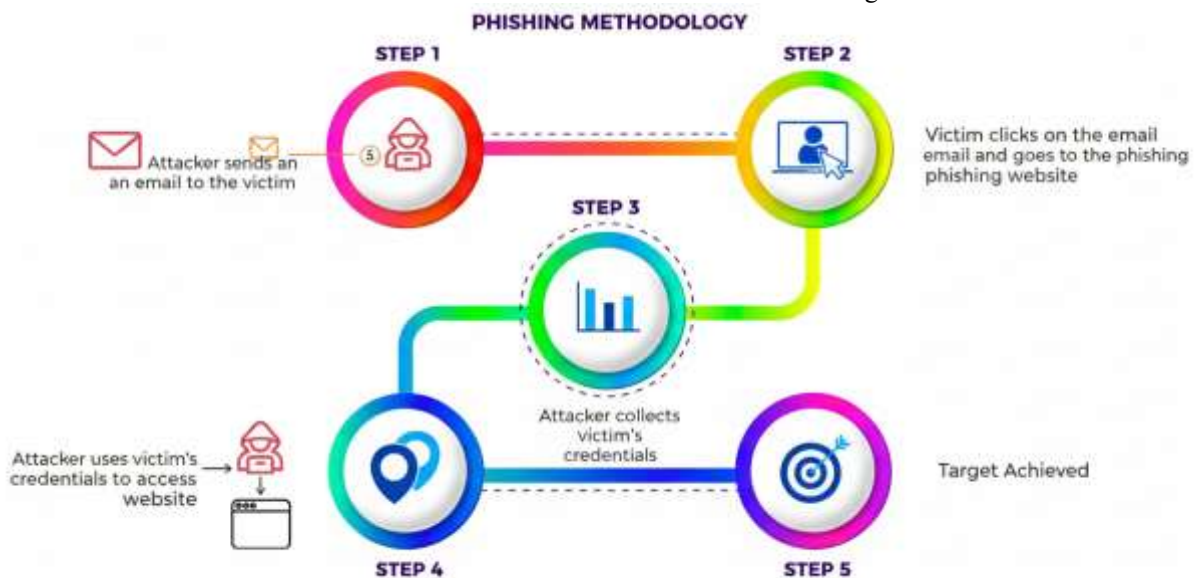 PHISHING METHODOLOGY
STEP 1
STEP 2
Attacker sends an
an email to the victim
Victim clicks on the email
email and goes to the phishing
phishing website
STEP 3
Attacker collects
victim's
credentials
Attacker uses victim's
credentials to access
website
Target Achieved
STEP 4
STEP 5